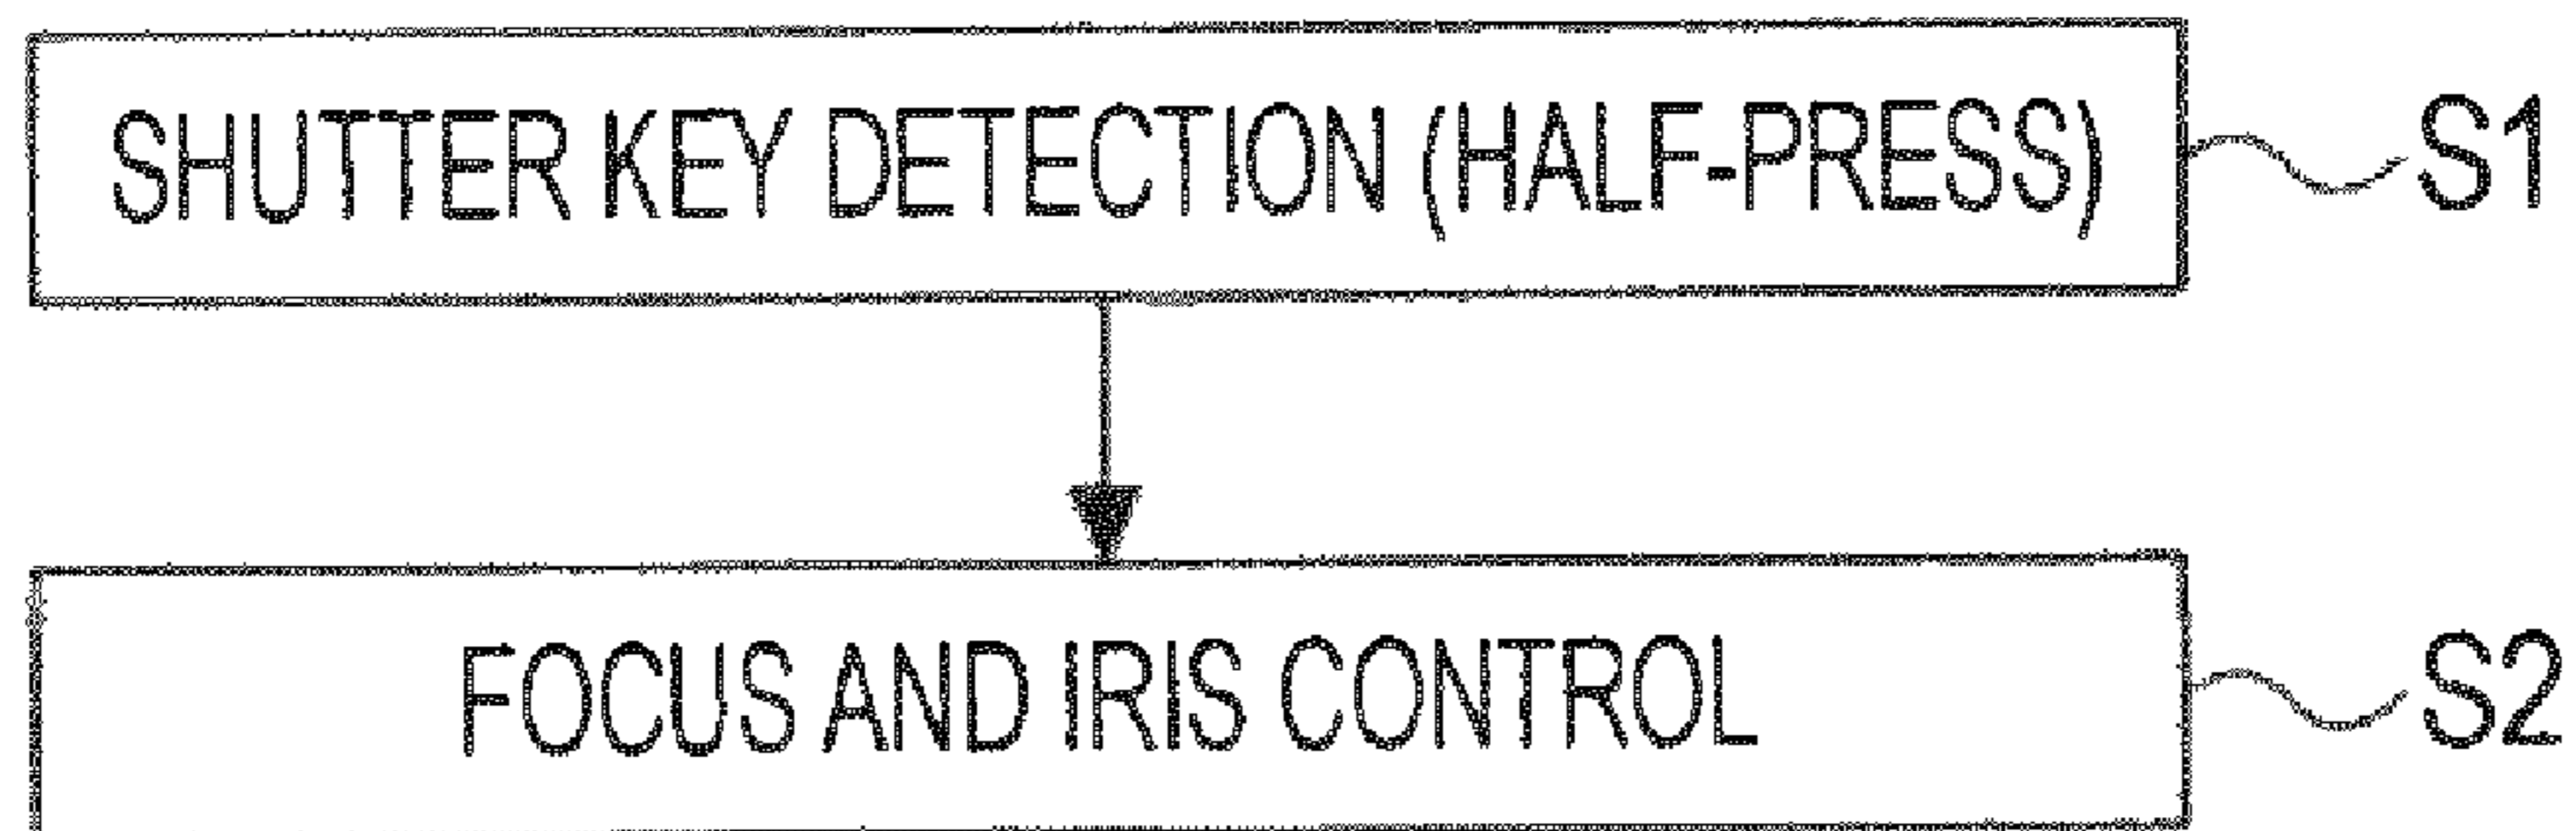 SHUTTER KEY DETECTION (HALF-PRESS) S1
FOCUS AND IRIS CONTROL S2